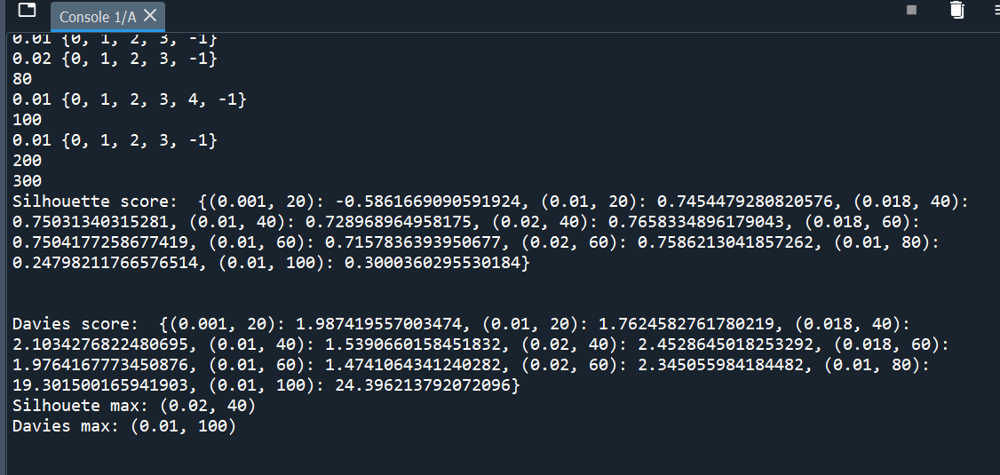 Console 1/A
0.01 {0, 1, 2, 3, -1}
0.02 {0, 1, 2, 3, -1}
80
0.01 {0, 1, 2, 3, 4, -1}
100
0.01 {0, 1, 2, 3, -1}
200
300
Silhouette score:  {(0.001, 20): -0.5861669090591924, (0.01, 20): 0.7454479280820576, (0.018, 40):
0.75031340315281, (0.01, 40): 0.728968964958175, (0.02, 40): 0.7658334896179043, (0.018, 60):
0.7504177258677419, (0.01, 60): 0.7157836393950677, (0.02, 60): 0.7586213041857262, (0.01, 80):
0.24798211766576514, (0.01, 100): 0.3000360295530184}
Davies score:  {(0.001, 20): 1.987419557003474, (0.01, 20): 1.7624582761780219, (0.018, 40):
2.1034276822480695, (0.01, 40): 1.5390660158451832, (0.02, 40): 2.4528645018253292, (0.018, 60):
1.9764167773450876, (0.01, 60): 1.4741064341240282, (0.02, 60): 2.345055984184482, (0.01, 80):
19.301500165941903, (0.01, 100): 24.396213792072096}
Silhouete max: (0.02, 40)
Davies max: (0.01, 100)